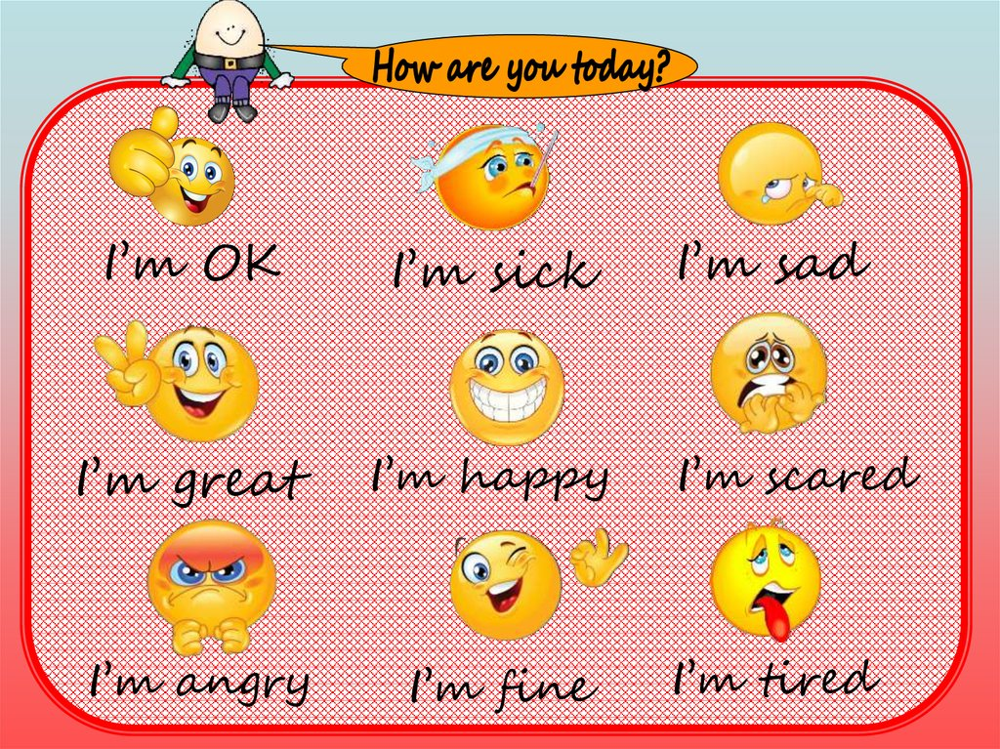 How are you today?
I'm OK
I'm sick
I'm sad
I'm great
I'm happy
I'm scared
I'm angry
I'm fine
I'm tired